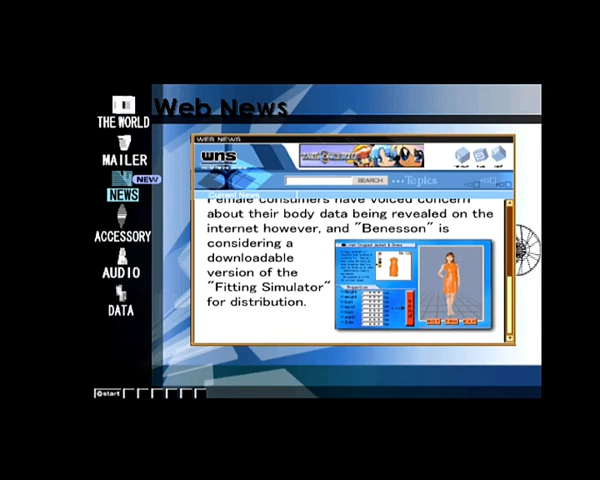 Web News
THE WORLD
MAILER
NEW
NEWS
ACCESSORY
AUDIO
DATA
WEB NEWS
wns
SEARCH
•••Topics
Current News
Female consumers have voiced concern
about their body data being revealed on the
internet however, and "Benesson" is
considering a
downloadable
version of the
"Fitting Simulator"
for distribution.
start